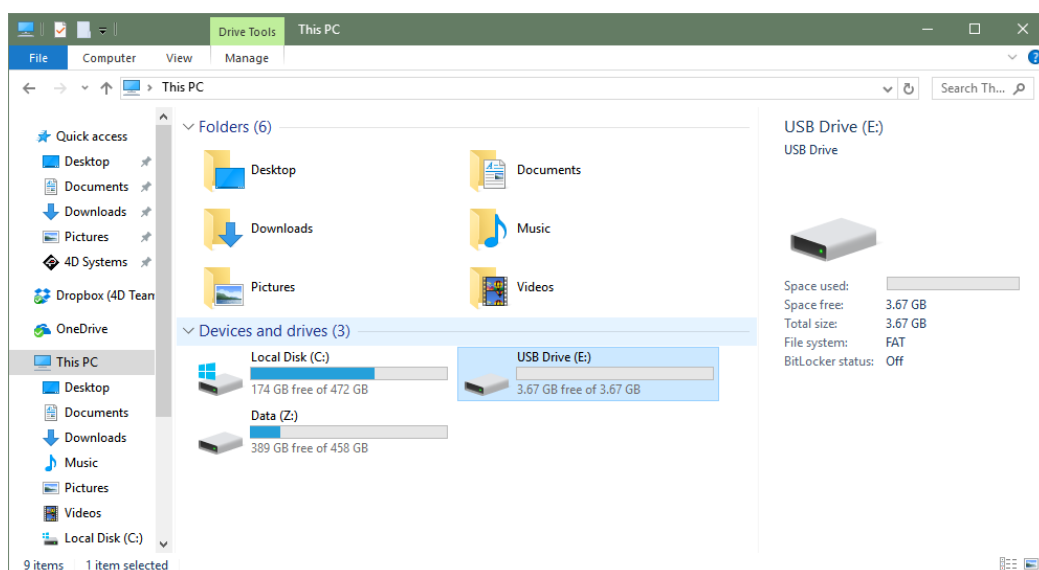 Drive Tools This PC
File Computer View Manage
This PC Search Th...
Quick access
Desktop
Documents
Downloads
Pictures
4D Systems
Dropbox (4D Team
OneDrive
This PC
Desktop
Documents
Downloads
Music
Pictures
Videos
Local Disk (C:)
Folders (6)
Desktop Documents
Downloads Music
Pictures Videos
Devices and drives (3)
Local Disk (C:)
174 GB free of 472 GB
USB Drive (E:)
3.67 GB free of 3.67 GB
Data (Z:)
389 GB free of 458 GB
USB Drive (E:)
USB Drive
Space used:
Space free: 3.67 GB
Total size: 3.67 GB
File system: FAT
BitLocker status: Off
9 items 1 item selected